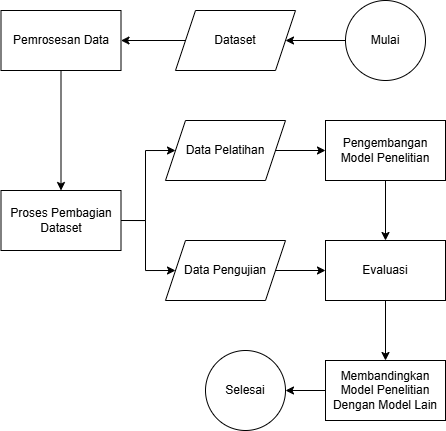 Mulai
Dataset
Pemrosesan Data
Proses Pembagian
Dataset
Data Pelatihan
Pengembangan
Model Penelitian
Data Pengujian
Evaluasi
Membandingkan
Model Penelitian
Dengan Model Lain
Selesai